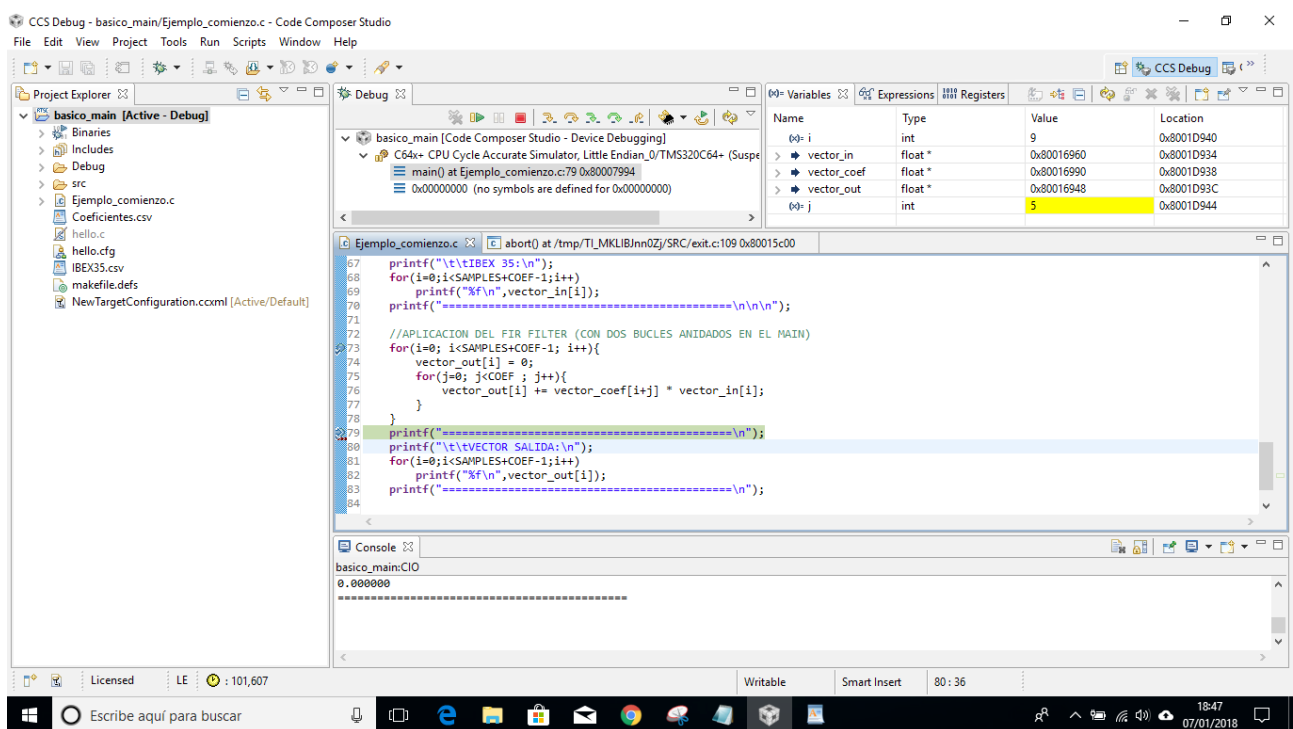 CCS Debug - basico_main/Ejemplo_comienzo.c - Code Composer Studio
File Edit View Project Tools Run Scripts Window Help
CCS Debug
Project Explorer
basico_main [Active - Debug]
Binaries
Includes
Debug
src
Ejemplo_comienzo.c
Coeficientes.csv
hello.c
hello.cfg
IBEX35.csv
makefile.defs
NewTargetConfiguration.ccxml [Active/Default]
Debug
basico_main [Code Composer Studio - Device Debugging]
C64x+ CPU Cycle Accurate Simulator, Little Endian_0/TMS320C64+ (Suspe
main() at Ejemplo_comienzo.c:79 0x80007994
0x00000000 (no symbols are defined for 0x00000000)
(x)= Variables Expressions Registers
Name Type Value Location
(x)= i int 9 0x8001D940
vector_in float * 0x80016960 0x8001D934
vector_coef float * 0x80016990 0x8001D938
vector_out float * 0x80016948 0x8001D93C
(x)= j int 5 0x8001D944
Ejemplo_comienzo.c abort() at /tmp/TI_MKLIBJnn0Zj/SRC/exit.c:109 0x80015c00
67 printf("\t\tIBEX 35:\n");
68 for(i=0;i<SAMPLES+COEF-1;i++)
69 printf("%f\n",vector_in[i]);
70 printf("============================================\n\n\n");
71
72 //APLICACION DEL FIR FILTER (CON DOS BUCLES ANIDADOS EN EL MAIN)
73 for(i=0; i<SAMPLES+COEF-1; i++){
74 vector_out[i] = 0;
75 for(j=0; j<COEF ; j++){
76 vector_out[i] += vector_coef[i+j] * vector_in[i];
77 }
78 }
79 printf("============================================\n");
80 printf("\t\tVECTOR SALIDA:\n");
81 for(i=0;i<SAMPLES+COEF-1;i++)
82 printf("%f\n",vector_out[i]);
83 printf("============================================\n");
84
Console
basico_main:CIO
0.000000
============================================
Licensed LE : 101,607 Writable Smart Insert 80 : 36
Escribe aquí para buscar
18:47
07/01/2018